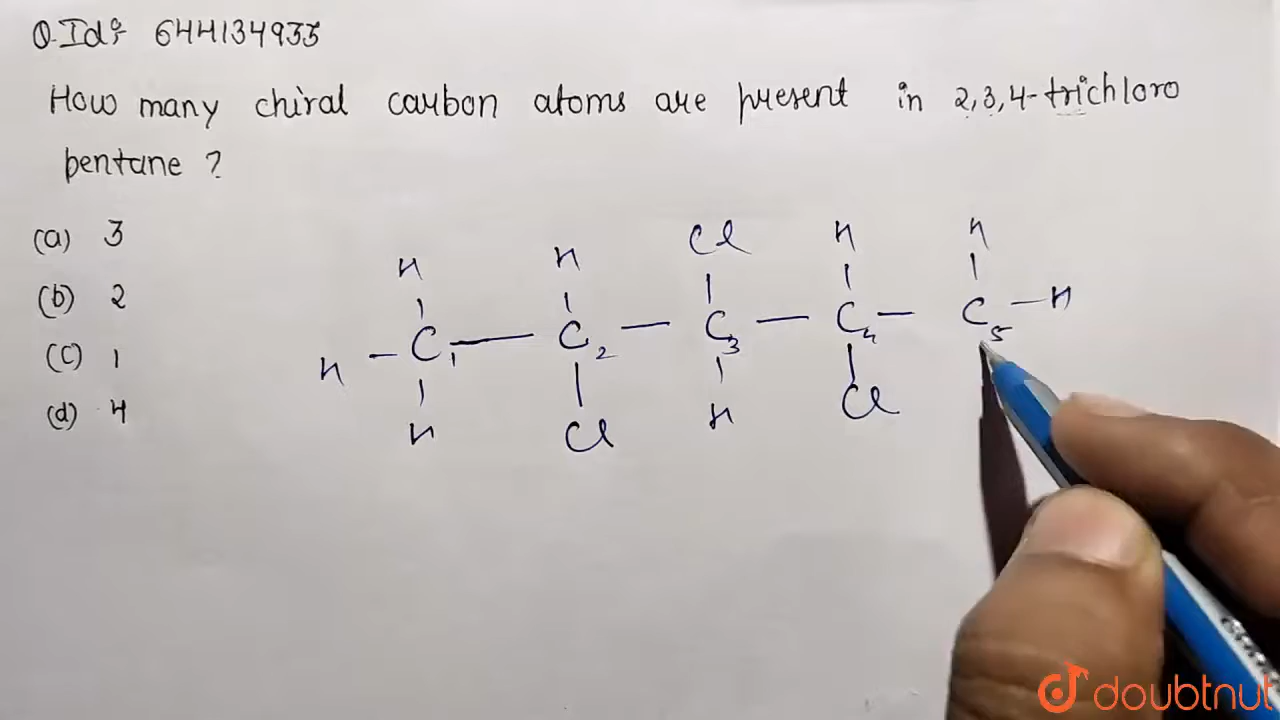 Q.Id: 644134933
How many chiral carbon atoms are present in 2,3,4-trichloro
pentane ?
(a) 3
(b) 2
(c) 1
(d) 4
H H Cl H H
H - C1 - C2 - C3 - C4 - C5 - H
H Cl H Cl
doubtnut